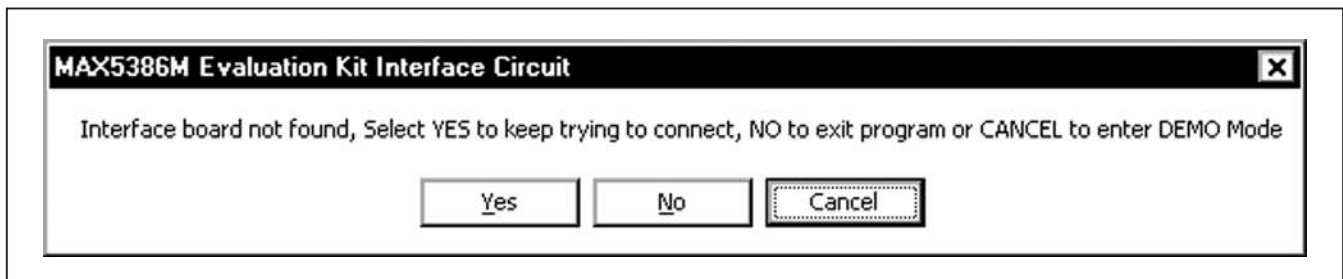 MAX5386M Evaluation Kit Interface Circuit
Interface board not found, Select YES to keep trying to connect, NO to exit program or CANCEL to enter DEMO Mode
Yes No Cancel